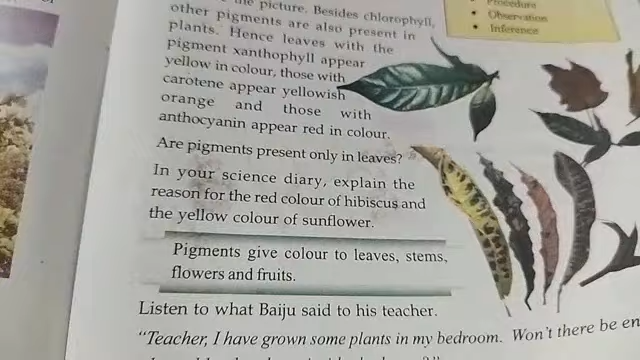 the picture. Besides chlorophyll,
other pigments are also present in
plants. Hence leaves with the
pigment xanthophyll appear
yellow in colour, those with
carotene appear yellowish
orange and those with
anthocyanin appear red in colour.
Are pigments present only in leaves?
In your science diary, explain the
reason for the red colour of hibiscus and
the yellow colour of sunflower.
Pigments give colour to leaves, stems,
flowers and fruits.
Listen to what Baiju said to his teacher.
"Teacher, I have grown some plants in my bedroom. Won't there be en
• Procedure
• Observation
• Inference